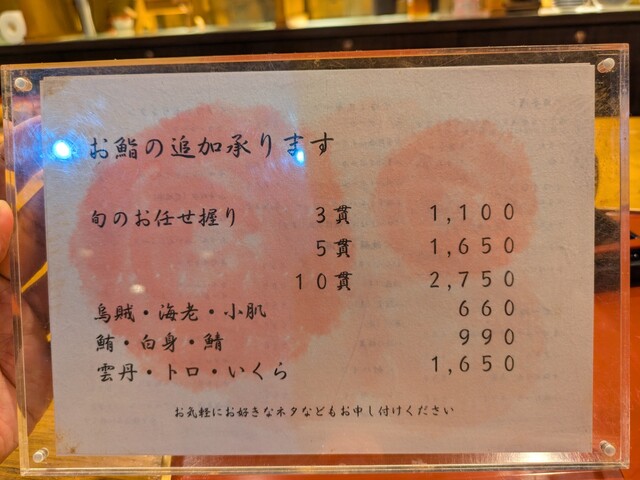 お鮨の追加承ります
旬のお任せ握り ３貫 １,１００
５貫 １,６５０
１０貫 ２,７５０
烏賊・海老・小肌 ６６０
鮪・白身・鯖 ９９０
雲丹・トロ・いくら １,６５０
お気軽にお好きなネタなどもお申し付けください